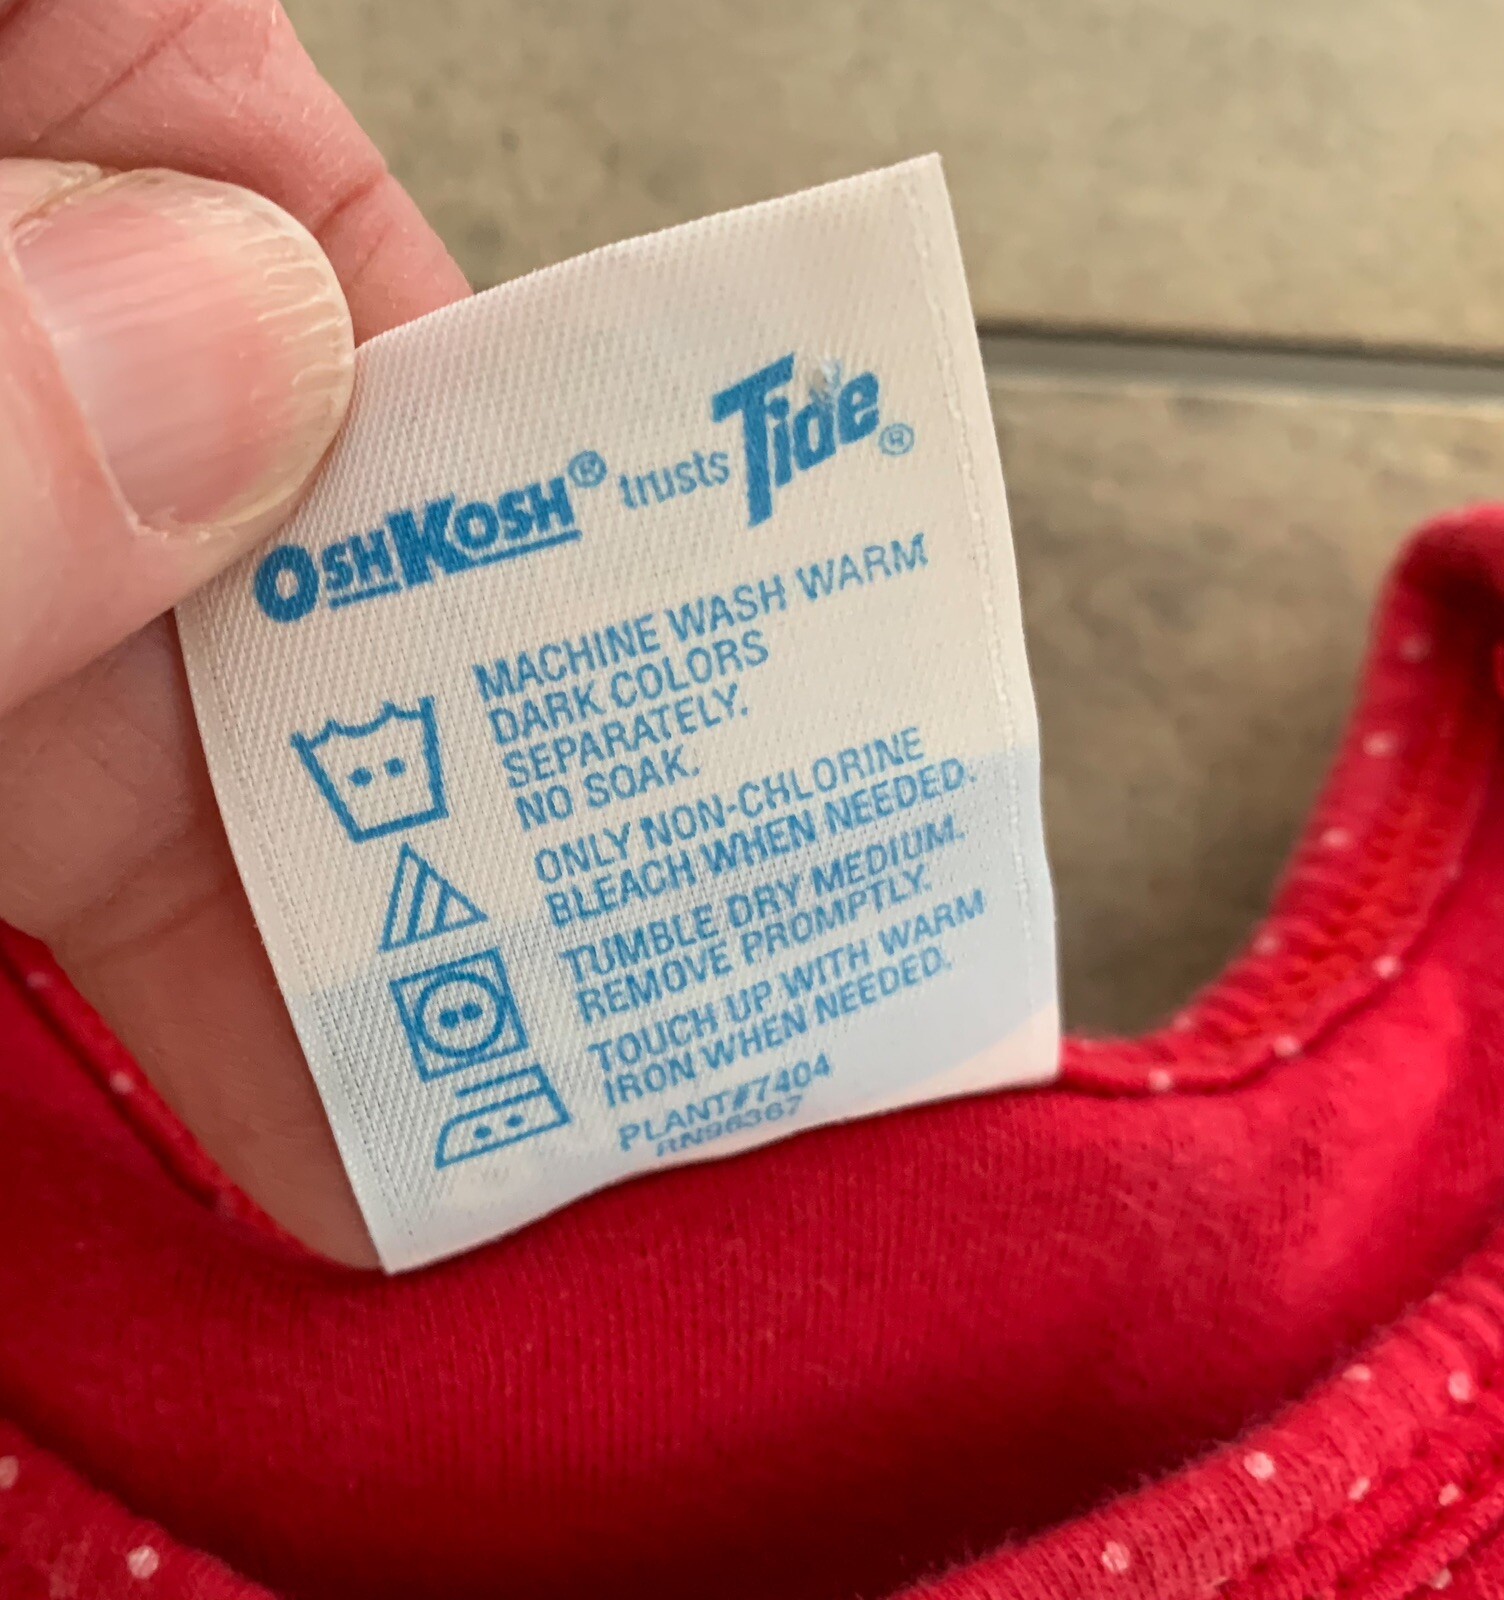 OSHKOSH® trusts Tide®
MACHINE WASH WARM
DARK COLORS
SEPARATELY.
NO SOAK.
ONLY NON-CHLORINE
BLEACH WHEN NEEDED.
TUMBLE DRY MEDIUM.
REMOVE PROMPTLY.
TOUCH UP WITH WARM
IRON WHEN NEEDED.
PLANT#7404
RN96367